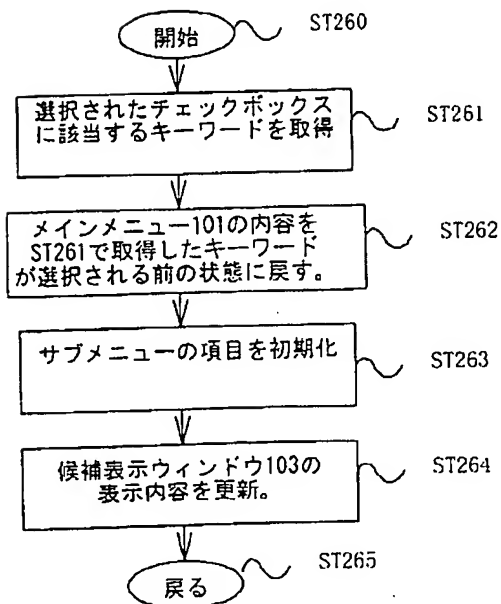 開始
ST260
選択されたチェックボックス
に該当するキーワードを取得
ST261
メインメニュー101の内容を
ST261で取得したキーワード
が選択される前の状態に戻す。
ST262
サブメニューの項目を初期化
ST263
候補表示ウィンドウ103の
表示内容を更新。
ST264
戻る
ST265